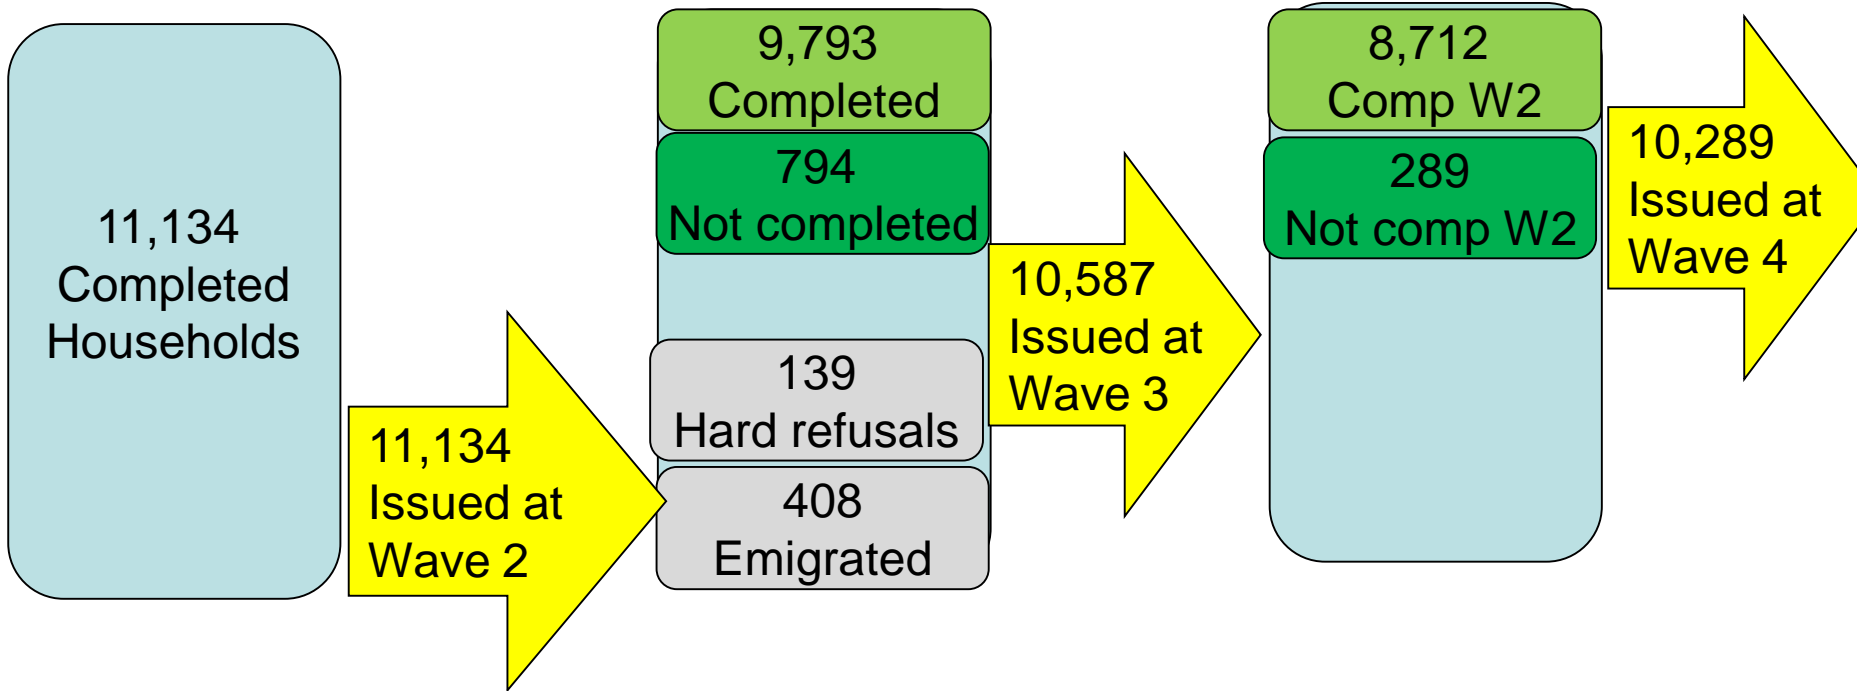 11,134
Completed
Households
11,134
Issued at
Wave 2
9,793
Completed
794
Not completed
139
Hard refusals
408
Emigrated
10,587
Issued at
Wave 3
8,712
Comp W2
289
Not comp W2
10,289
Issued at
Wave 4